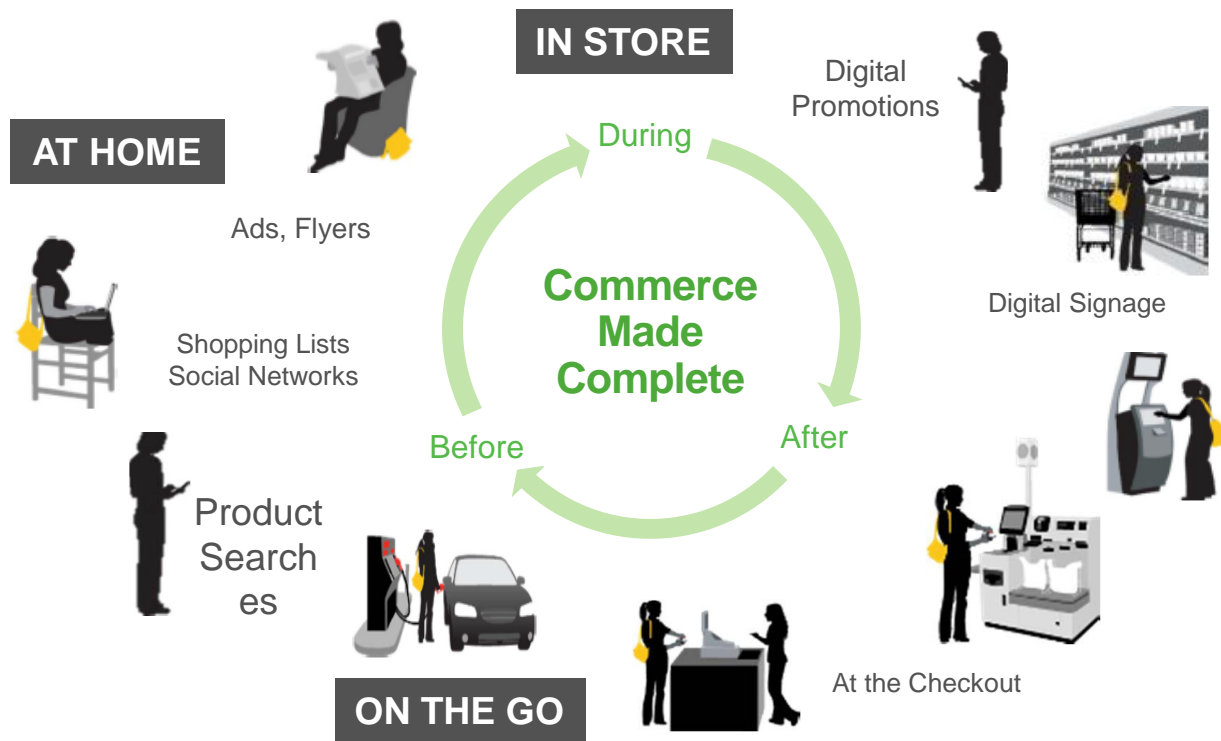 IN STORE
Digital
Promotions
AT HOME
During
Ads, Flyers
Commerce
Made
Complete
Digital Signage
Shopping Lists
Social Networks
Before
After
Product
Search
es
At the Checkout
ON THE GO